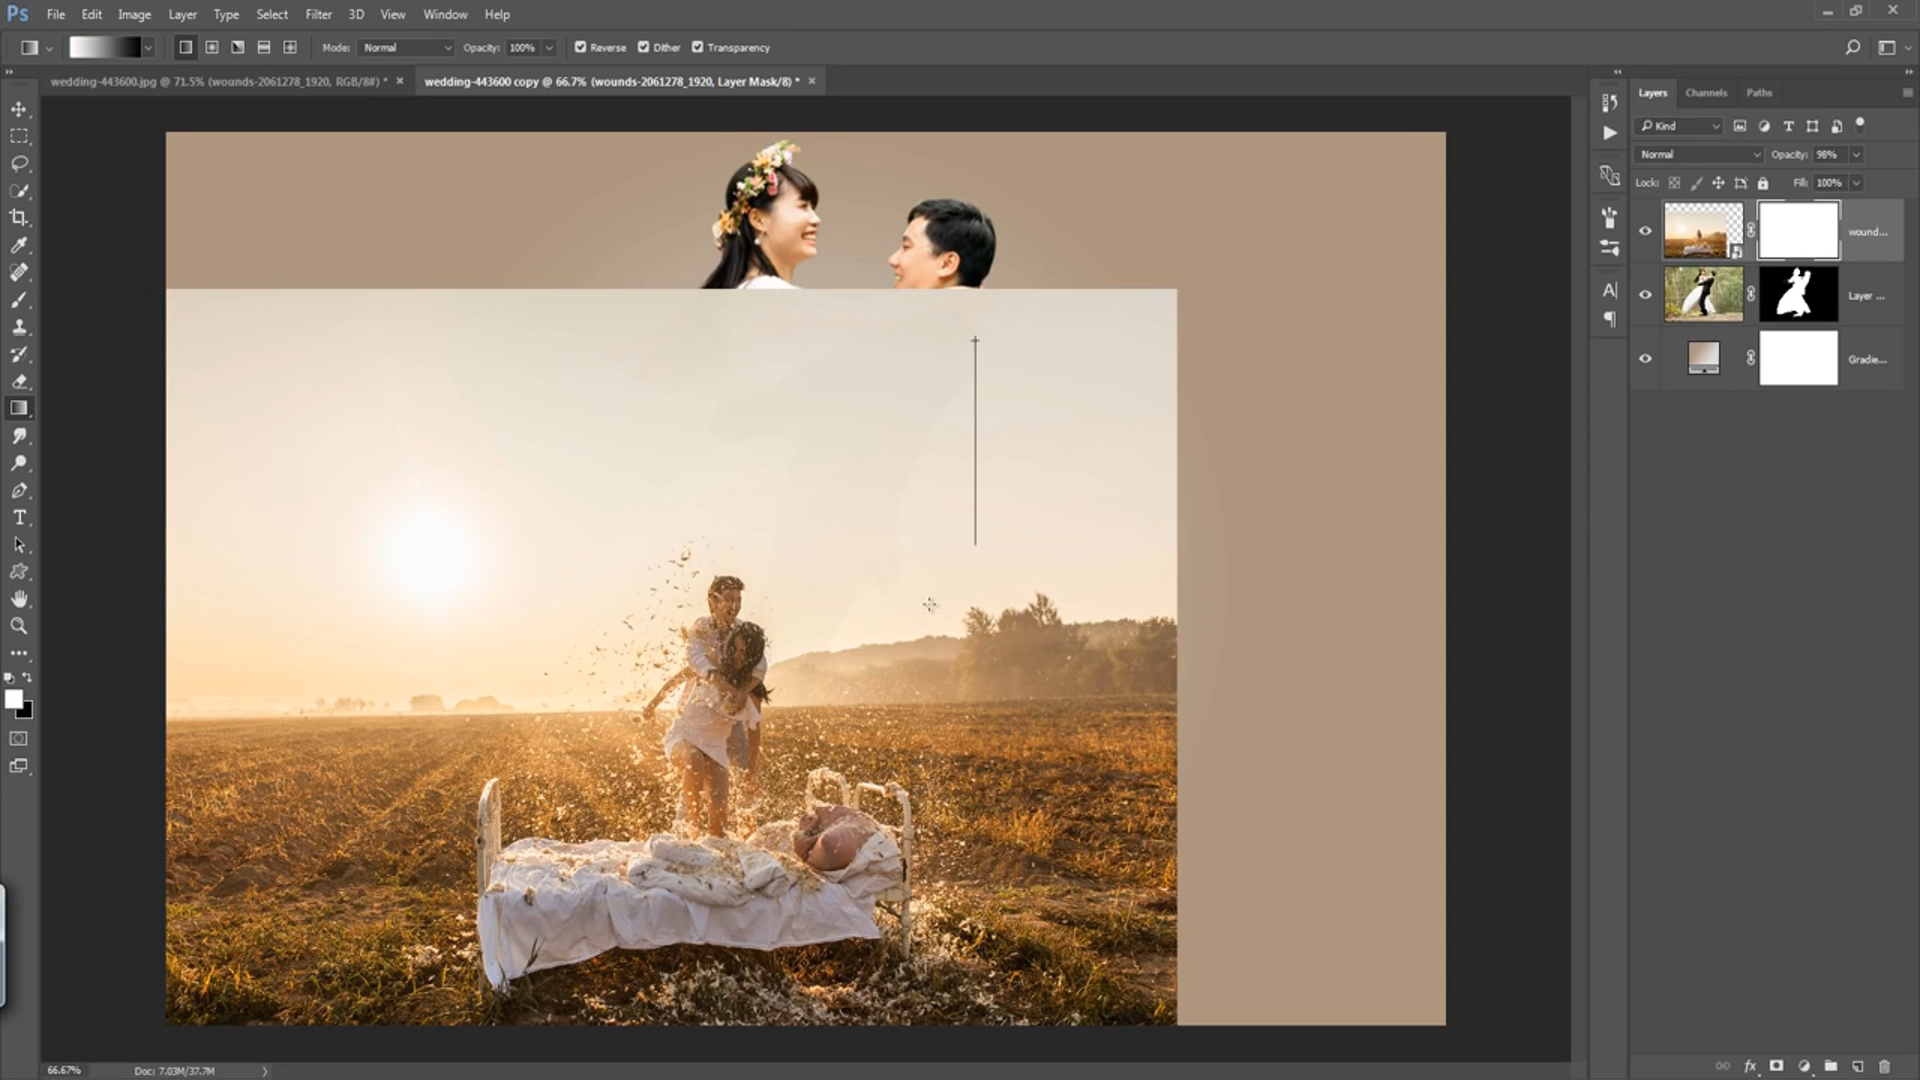 Ps File Edit Image Layer Type Select Filter 3D View Window Help
Mode: Normal Opacity: 100% Reverse Dither Transparency
wedding-443600.jpg @ 71.5% (wounds-2061278_1920, RGB/8#) * × wedding-443600 copy @ 66.7% (wounds-2061278_1920, Layer Mask/8) * ×
Layers Channels Paths
Kind
Normal Opacity: 98%
Lock: Fill: 100%
wound...
Layer ...
Gradie...
66.67% Doc: 7.03M/37.7M